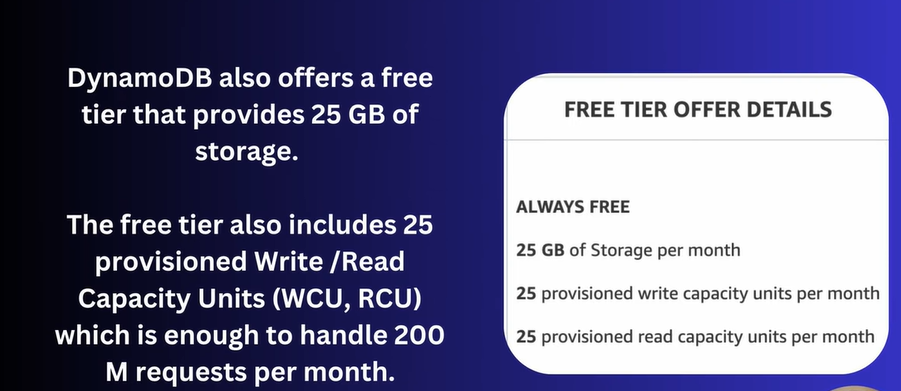 DynamoDB also offers a free
tier that provides 25 GB of
storage.
The free tier also includes 25
provisioned Write /Read
Capacity Units (WCU, RCU)
which is enough to handle 200
M requests per month.
FREE TIER OFFER DETAILS
ALWAYS FREE
25 GB of Storage per month
25 provisioned write capacity units per month
25 provisioned read capacity units per month